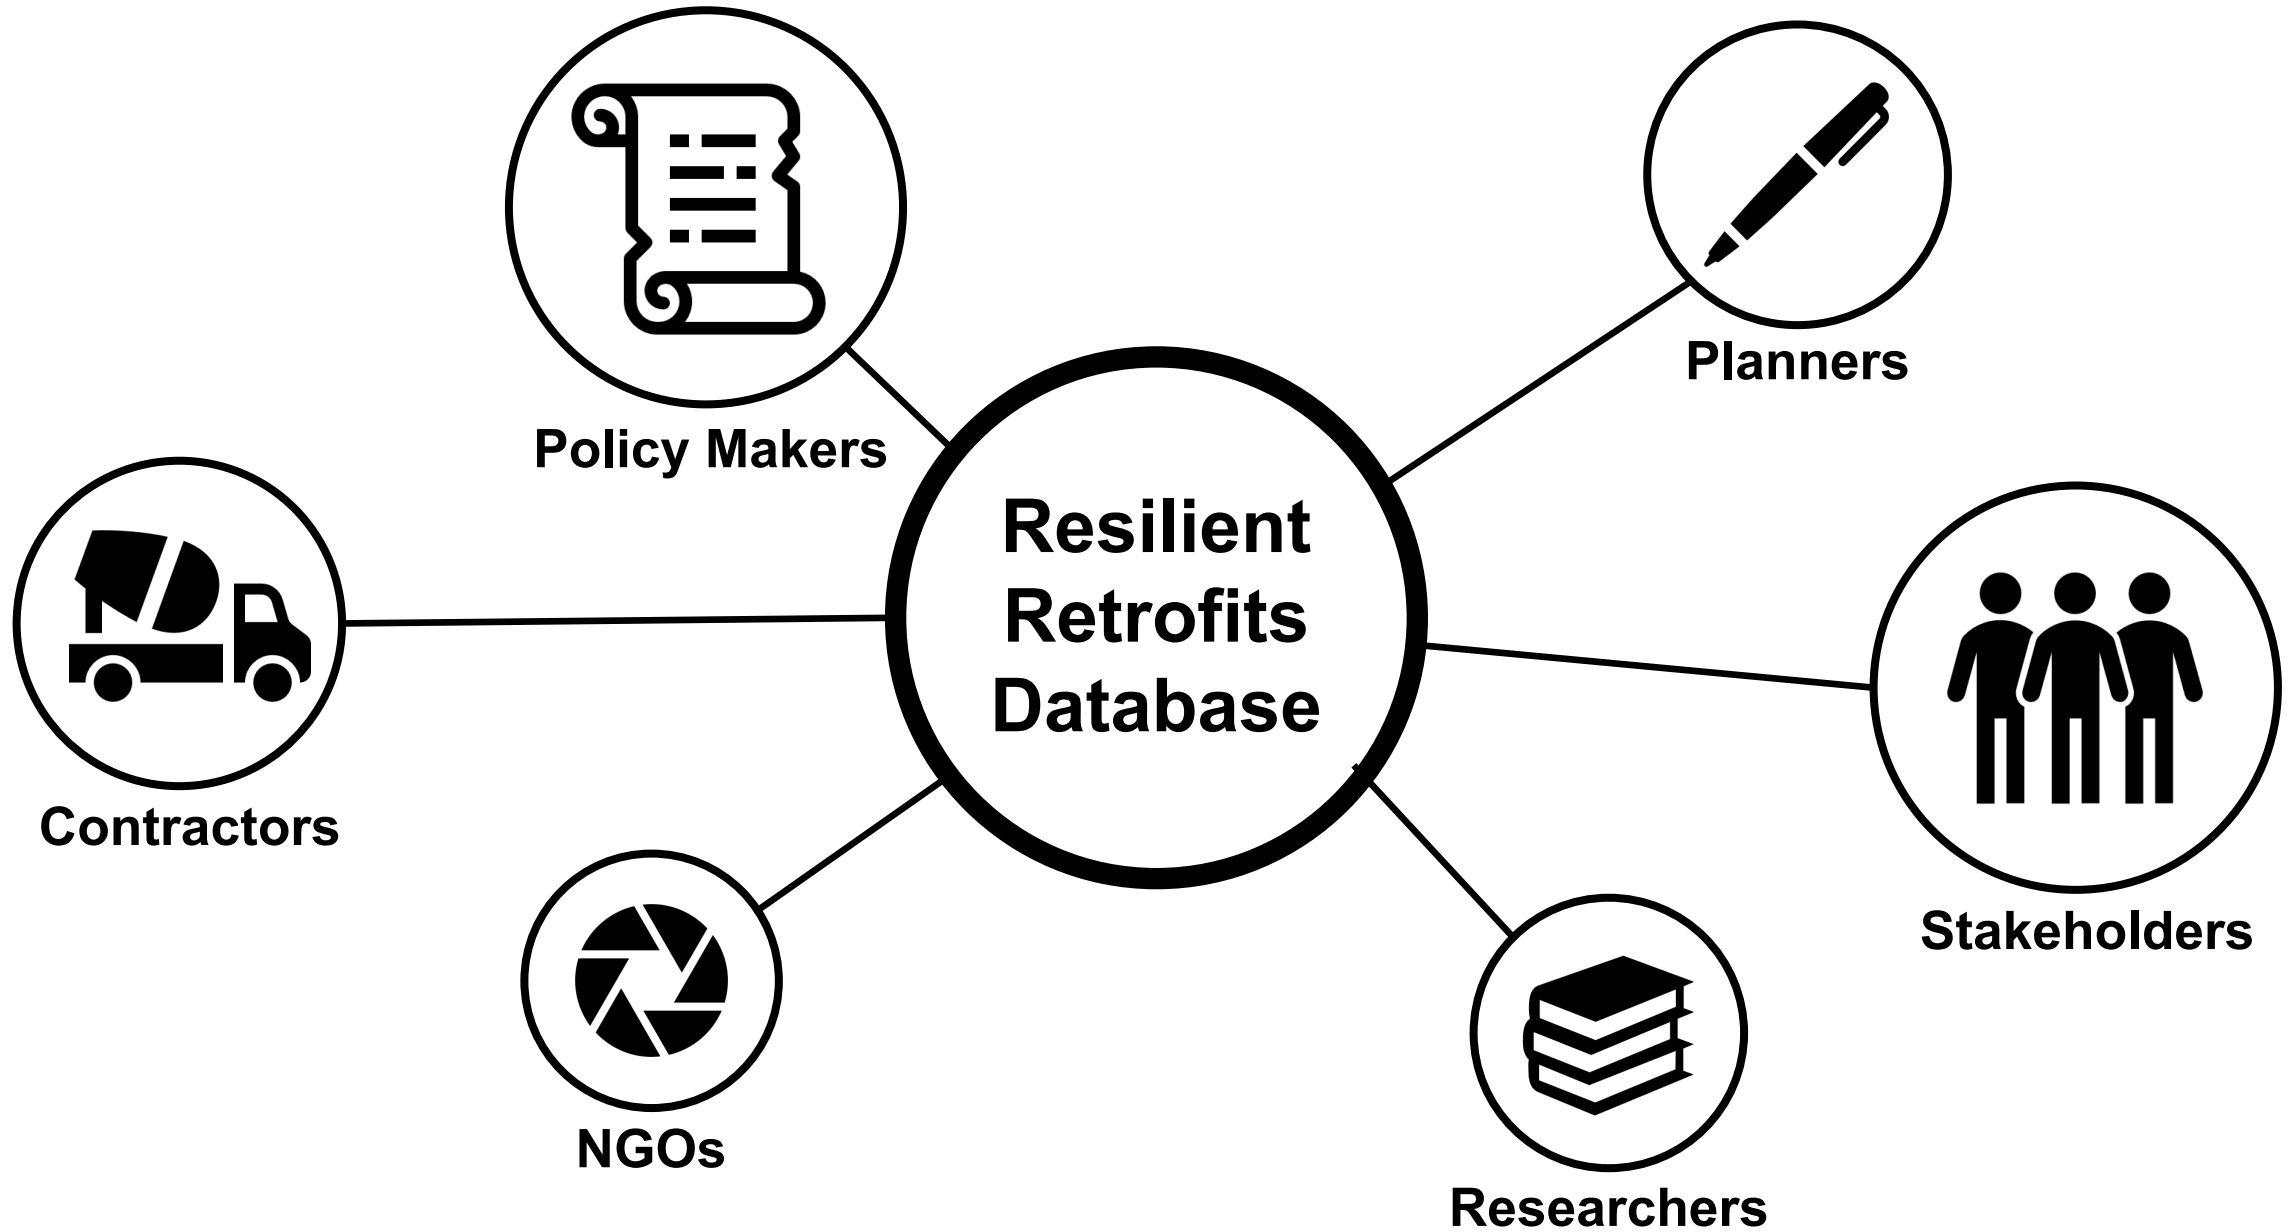 Planners
Policy Makers
Resilient
Retrofits
Database
Contractors
Stakeholders
NGOs
Researchers